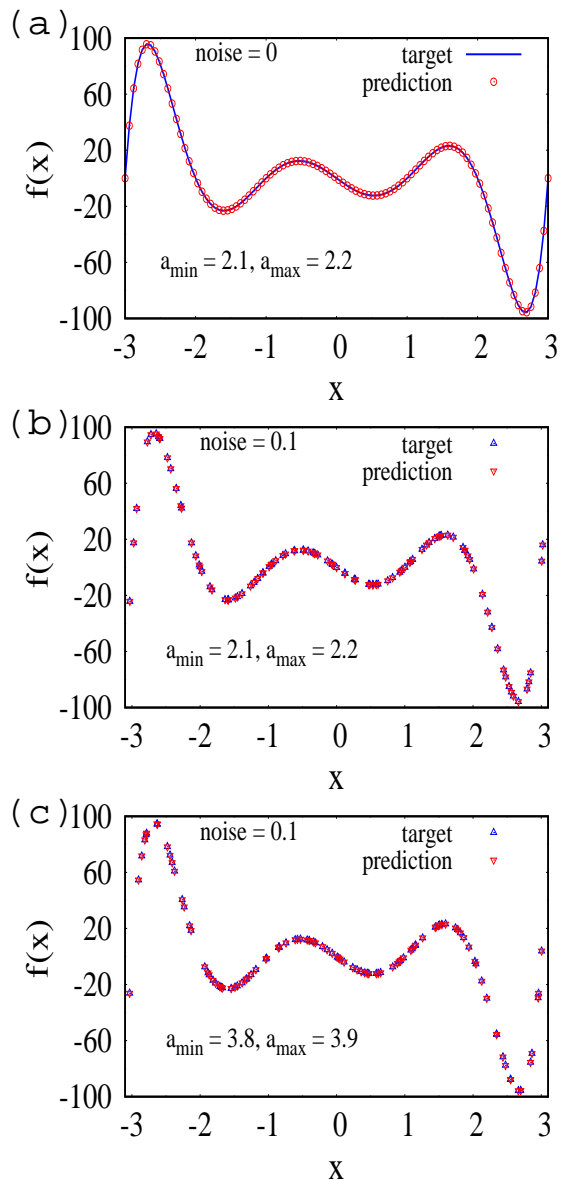 (a)
noise = 0
target
prediction
100
60
20
-20
-60
-100
f(x)
a_min = 2.1, a_max = 2.2
-3 -2 -1 0 1 2 3
x
(b)
noise = 0.1
target
prediction
100
60
20
-20
-60
-100
f(x)
a_min = 2.1, a_max = 2.2
-3 -2 -1 0 1 2 3
x
(c)
noise = 0.1
target
prediction
100
60
20
-20
-60
-100
f(x)
a_min = 3.8, a_max = 3.9
-3 -2 -1 0 1 2 3
x